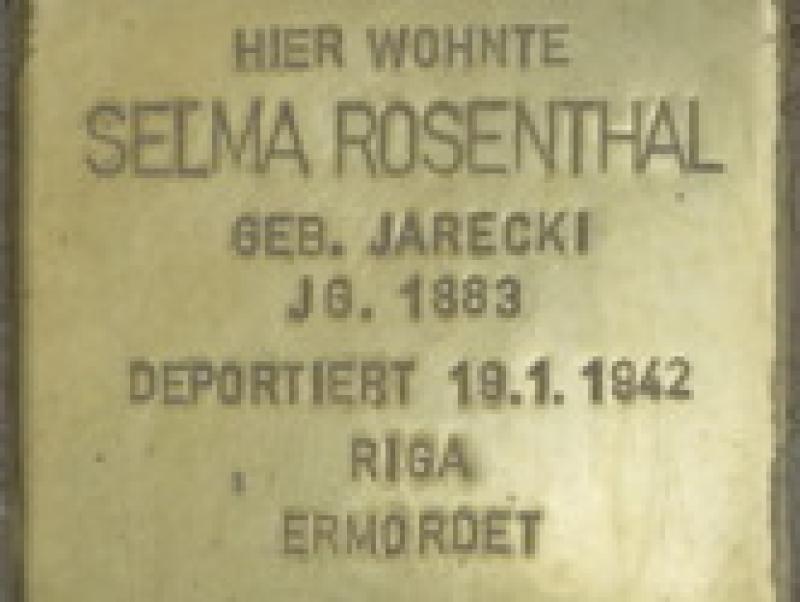 HIER WOHNTE
SELMA ROSENTHAL
GEB. JARECKI
JG. 1883
DEPORTIERT 19.1.1942
RIGA
ERMORDET